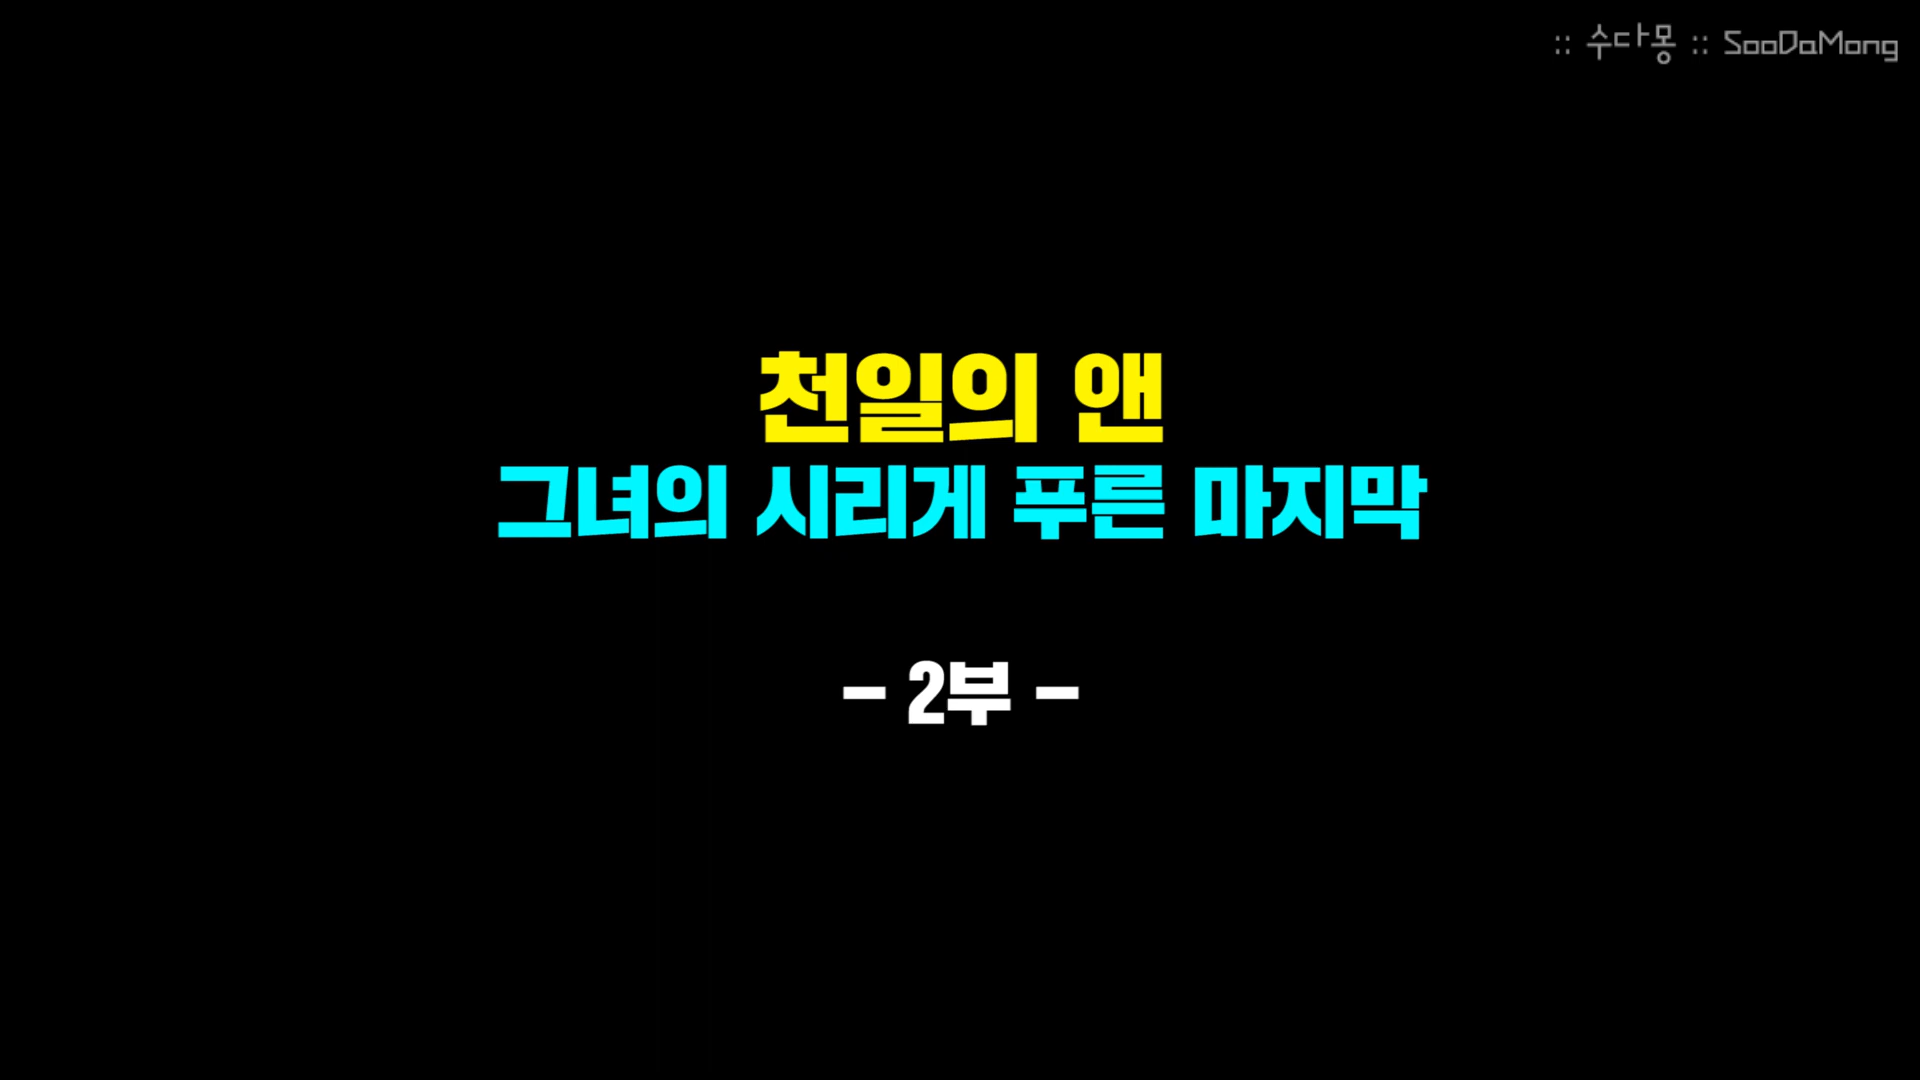 :: 수다몽 :: SooDaMong
천일의 앤
그녀의 시리게 푸른 마지막
- 2부 -